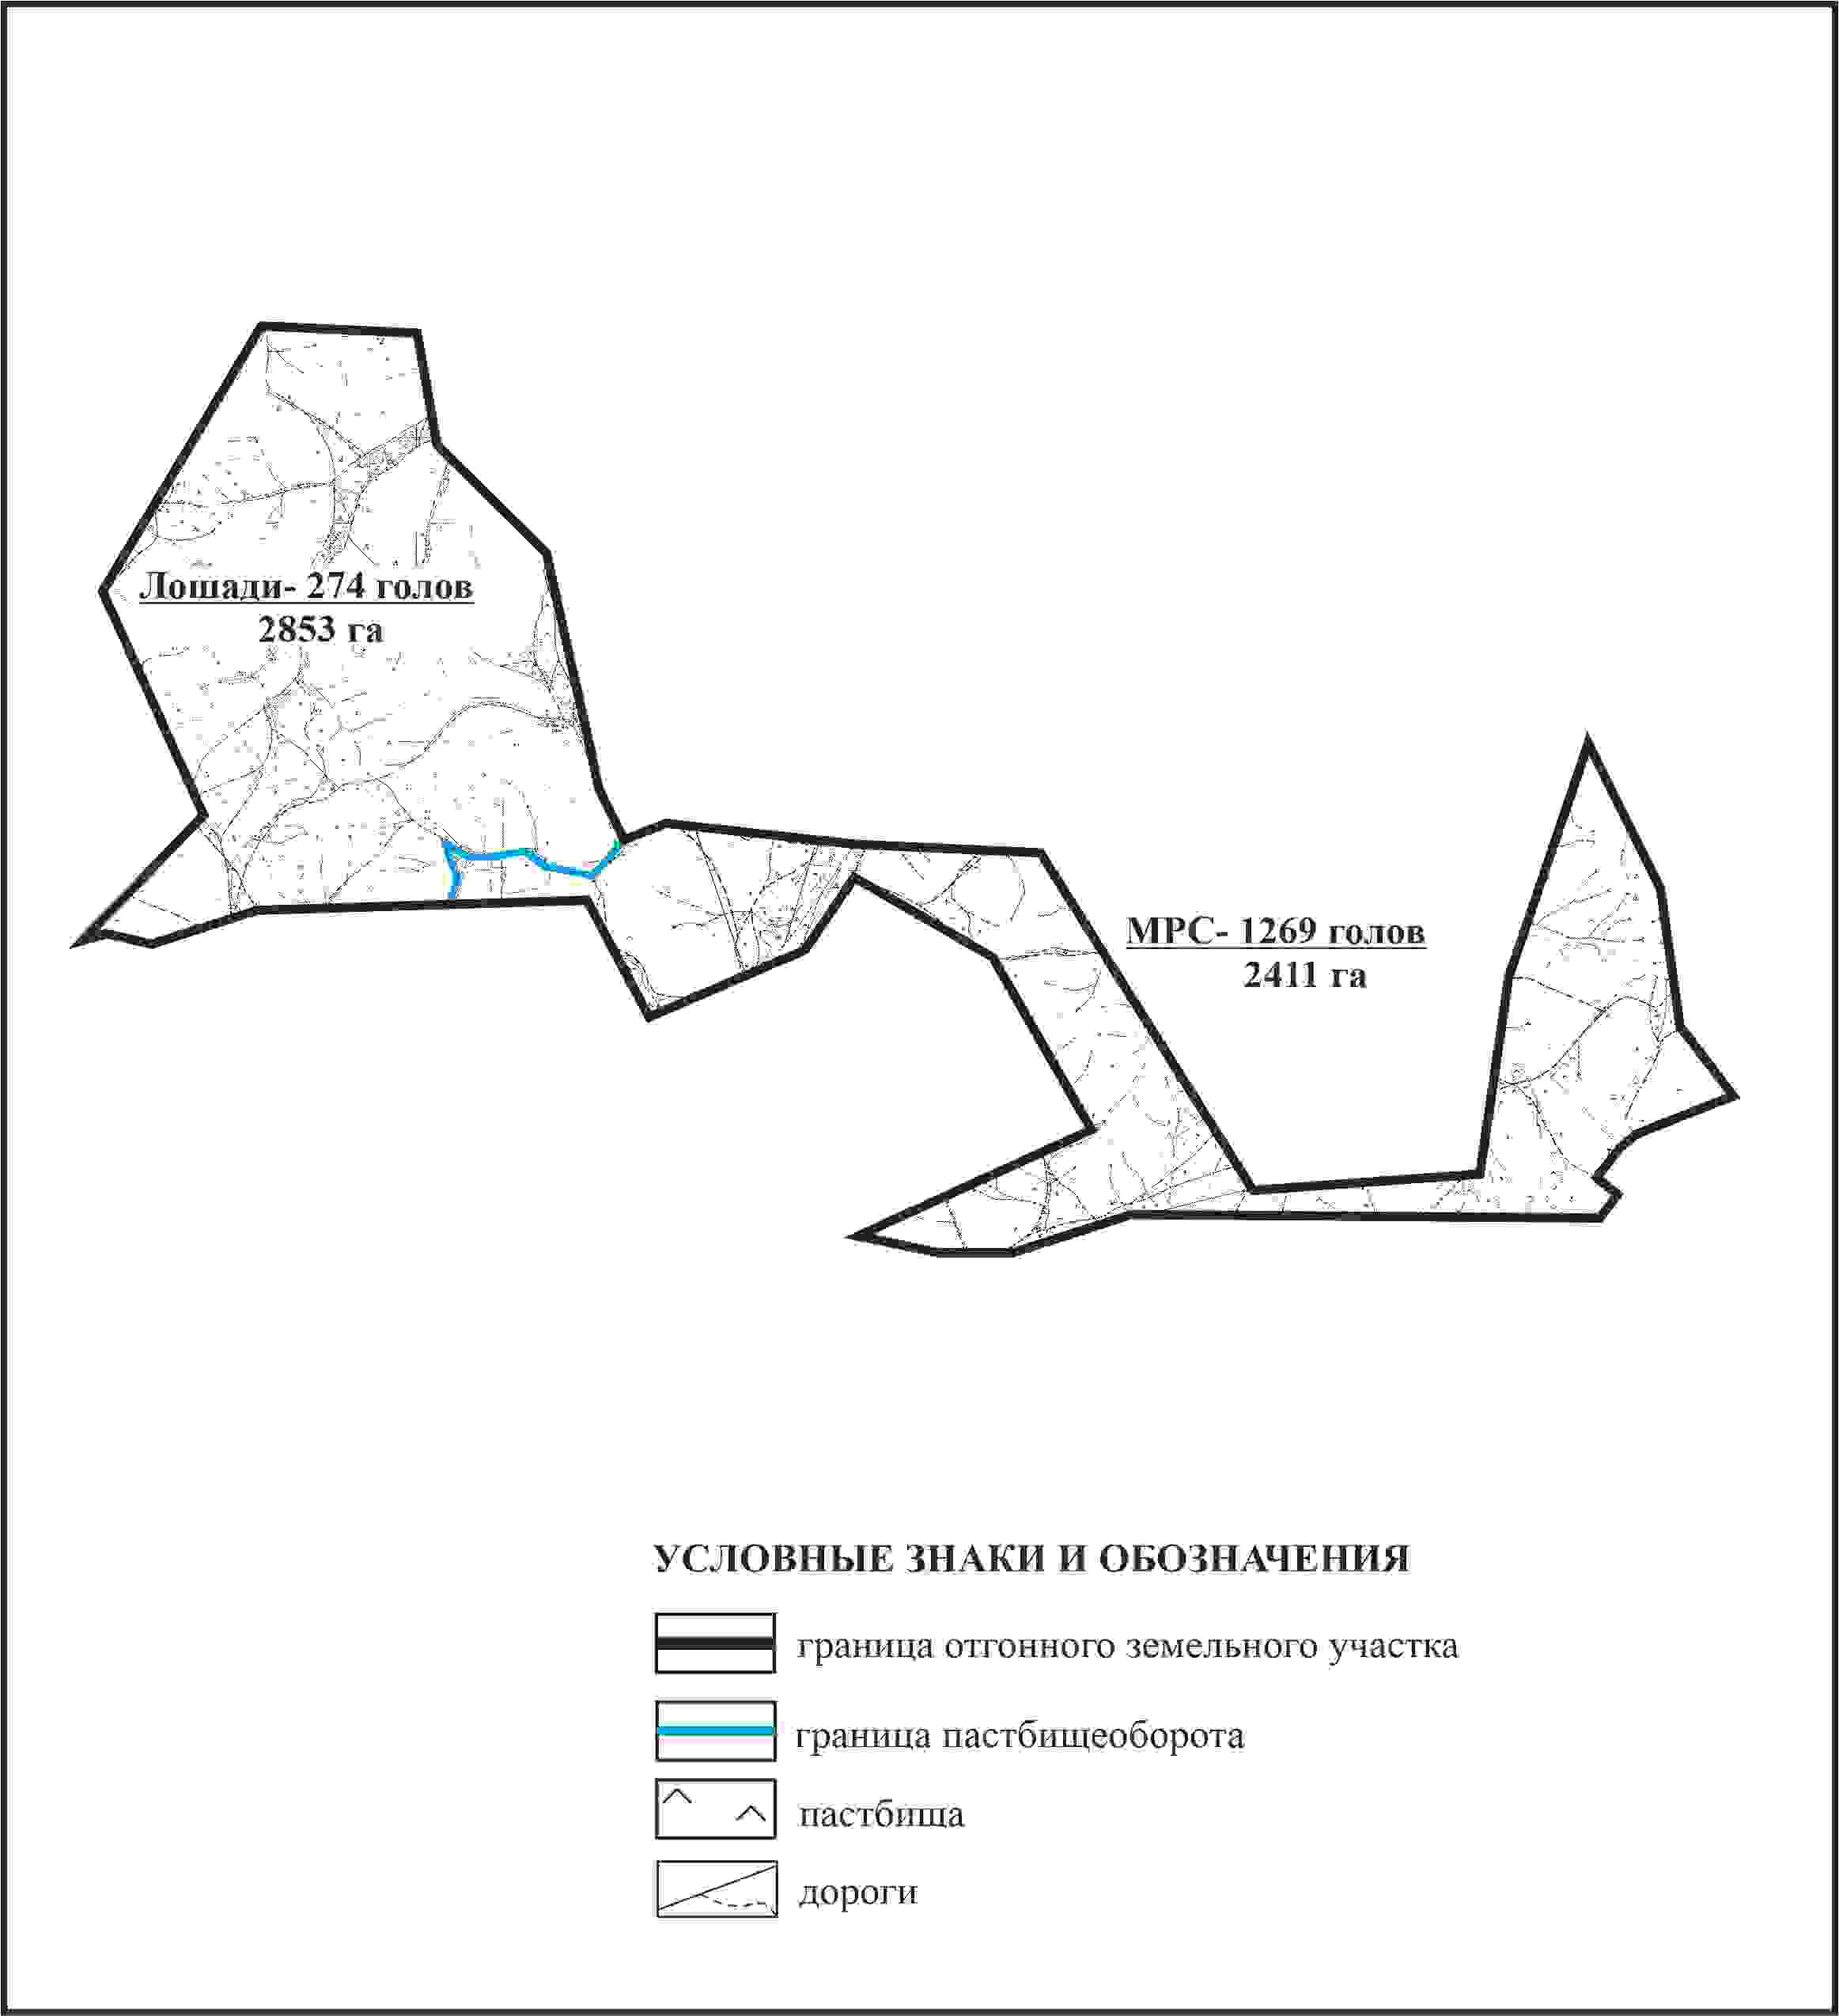 Лошади- 274 голов
2853 га
МРС- 1269 голов
2411 га
УСЛОВНЫЕ ЗНАКИ И ОБОЗНАЧЕНИЯ
граница отгонного земельного участка
граница пастбищеоборота
пастбища
дороги